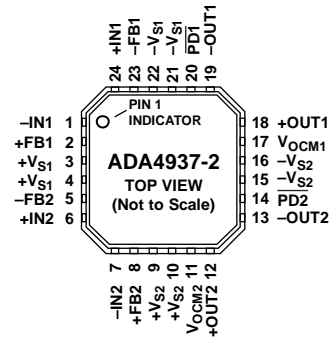 24 +IN1
23 –FB1
22 –VS1
21 –VS1
20 PD1
19 –OUT1
PIN 1
INDICATOR
–IN1 1
+FB1 2
+VS1 3
+VS1 4
–FB2 5
+IN2 6
ADA4937-2
TOP VIEW
(Not to Scale)
18 +OUT1
17 VOCM1
16 –VS2
15 –VS2
14 PD2
13 –OUT2
–IN2 7
+FB2 8
+VS2 9
+VS2 10
VOCM2 11
+OUT2 12